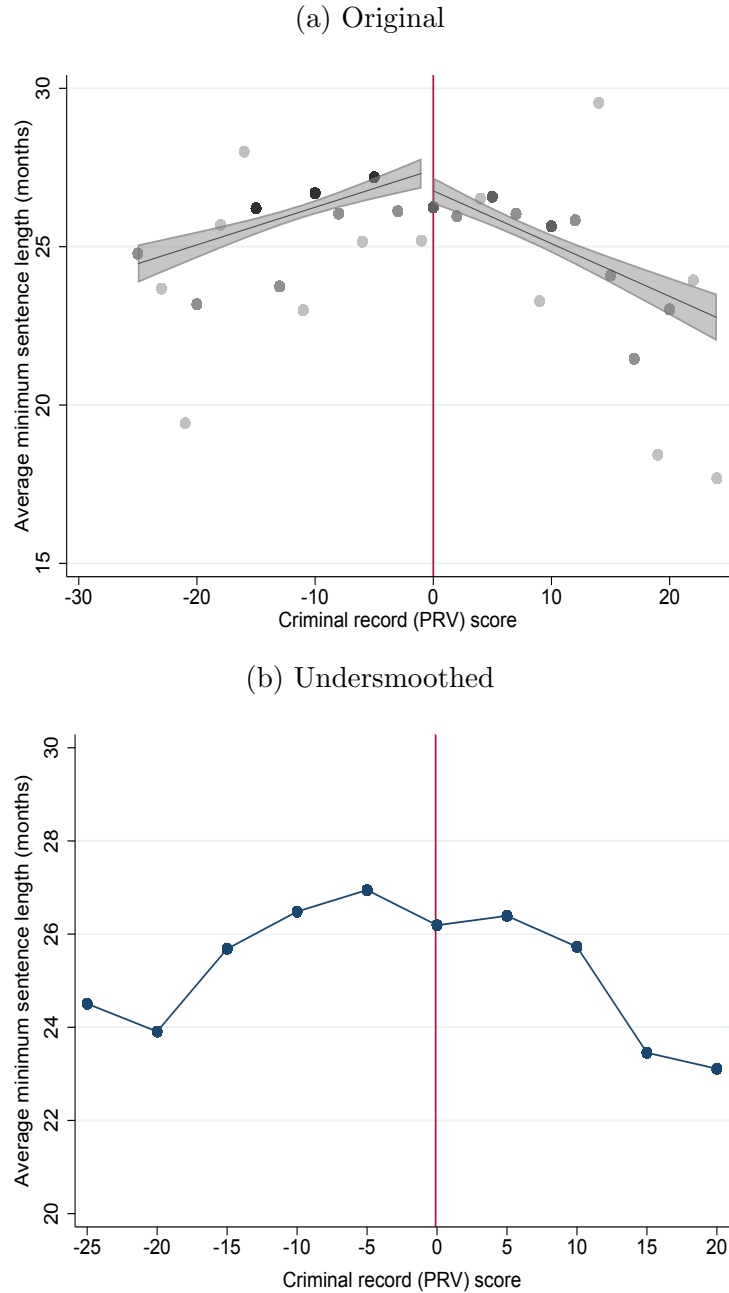 (a) Original
30
25
20
15
Average minimum sentence length (months)
-30 -20 -10 0 10 20
Criminal record (PRV) score
(b) Undersmoothed
30
28
26
24
22
20
Average minimum sentence length (months)
-25 -20 -15 -10 -5 0 5 10 15 20
Criminal record (PRV) score